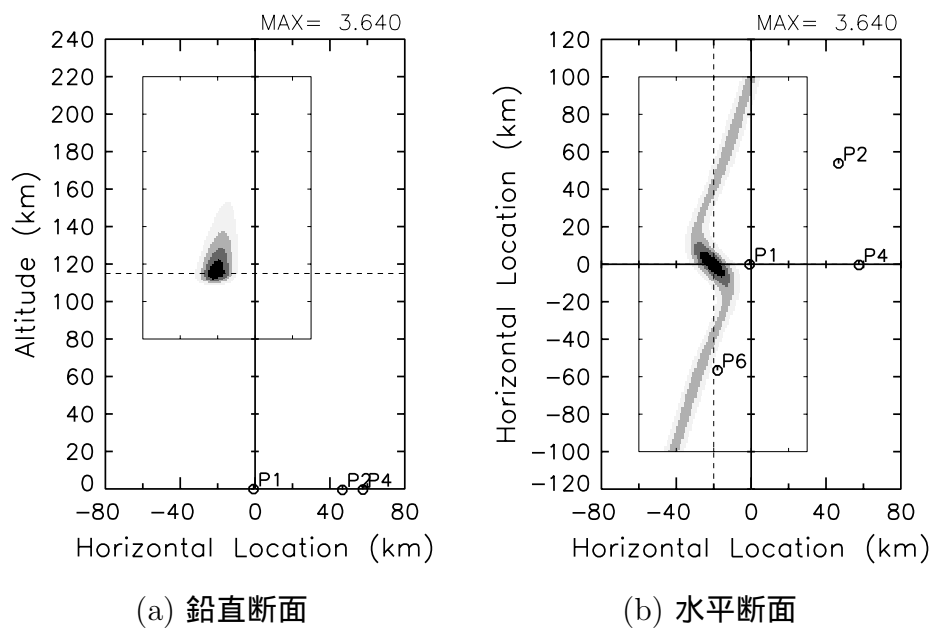 MAX= 3.640
240
220
200
180
160
140
120
100
80
60
40
20
0
Altitude (km)
P1
P2
P4
-80 -40 0 40 80
Horizontal Location (km)
(a) 鉛直断面
MAX= 3.640
120
100
80
60
40
20
0
-20
-40
-60
-80
-100
-120
Horizontal Location (km)
P2
P1
P4
P6
-80 -40 0 40 80
Horizontal Location (km)
(b) 水平断面